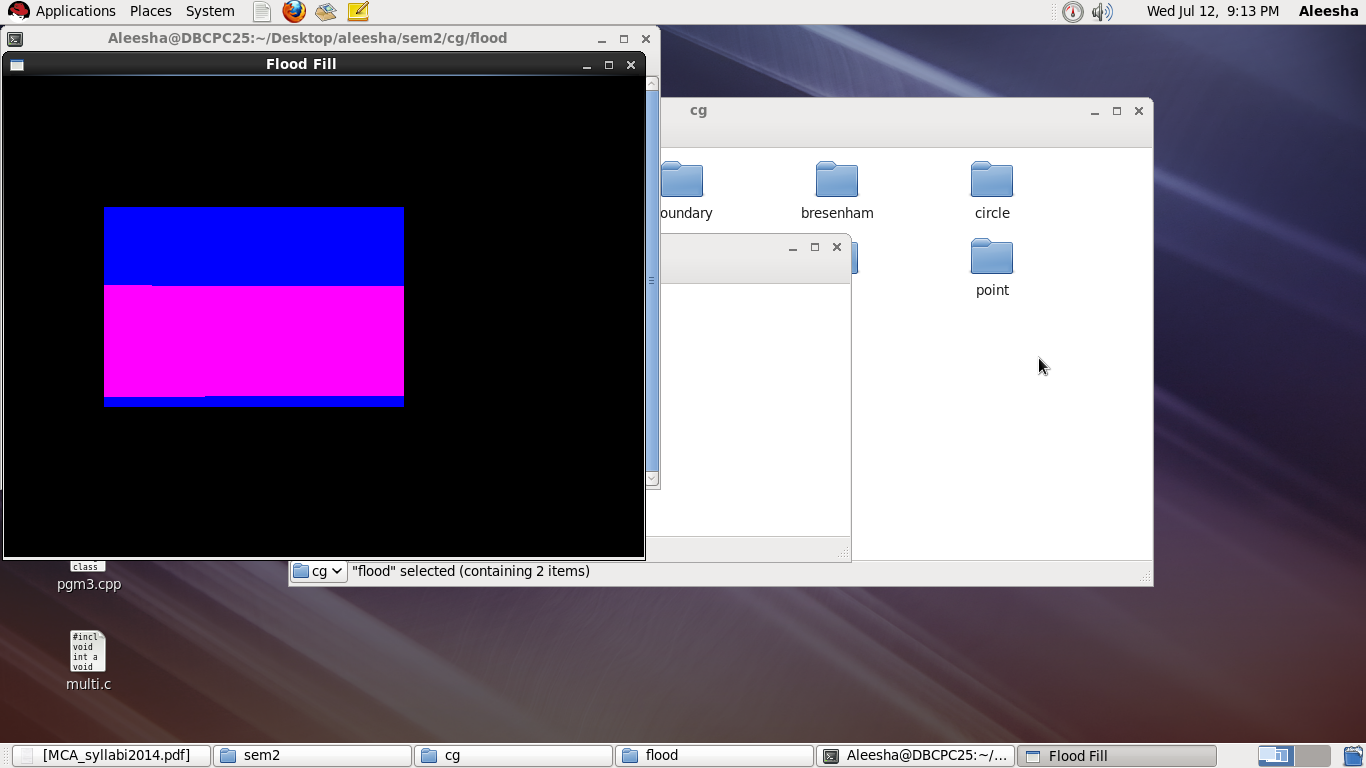 Applications Places System
Wed Jul 12, 9:13 PM Aleesha
Aleesha@DBCPC25:~/Desktop/aleesha/sem2/cg/flood
Flood Fill
cg
oundary bresenham circle
point
cg "flood" selected (containing 2 items)
class
pgm3.cpp
#incl
void
int a
void
multi.c
[MCA_syllabi2014.pdf] sem2 cg flood Aleesha@DBCPC25:~/... Flood Fill